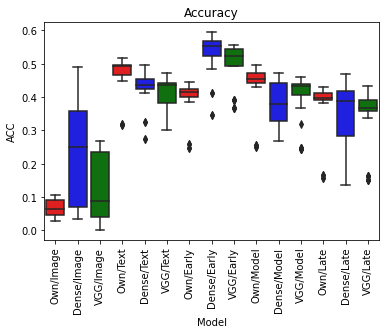 Accuracy
ACC
0.6
0.5
0.4
0.3
0.2
0.1
0.0
Own/Image
Dense/Image
VGG/Image
Own/Text
Dense/Text
VGG/Text
Own/Early
Dense/Early
VGG/Early
Own/Model
Dense/Model
VGG/Model
Own/Late
Dense/Late
VGG/Late
Model